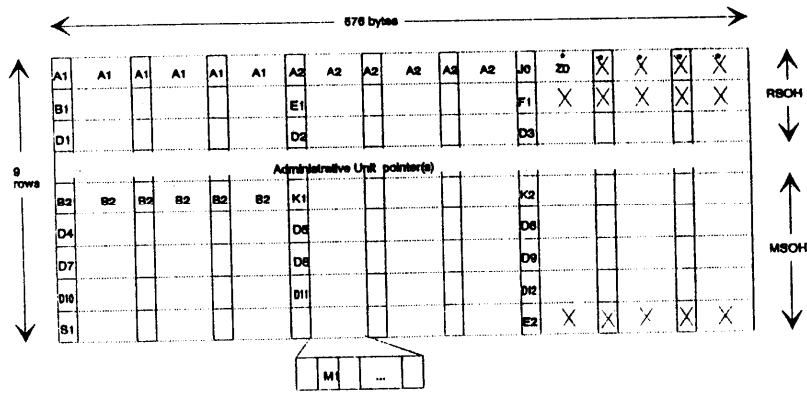 576 bytes
A1 A1 A1 A1 A1 A1 A2 A2 A2 A2 A2 A2 J0 Z0 X X X X
B1 E1 F1 X X X X X
RSOH
D1 D2 D3
9 rows
Administrative Unit pointer(s)
B2 B2 B2 B2 B2 B2 K1 K2
D4 D5 D6
MSOH
D7 D8 D9
D10 D11 D12
S1 E2 X X X X X
M1 ...